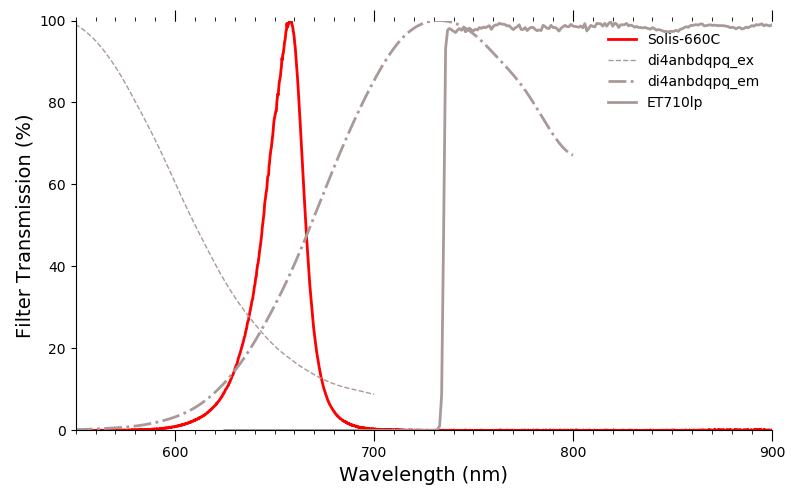 100
80
60
40
20
0
Filter Transmission (%)
Solis-660C
di4anbdqpq_ex
di4anbdqpq_em
ET710lp
600
700
800
900
Wavelength (nm)